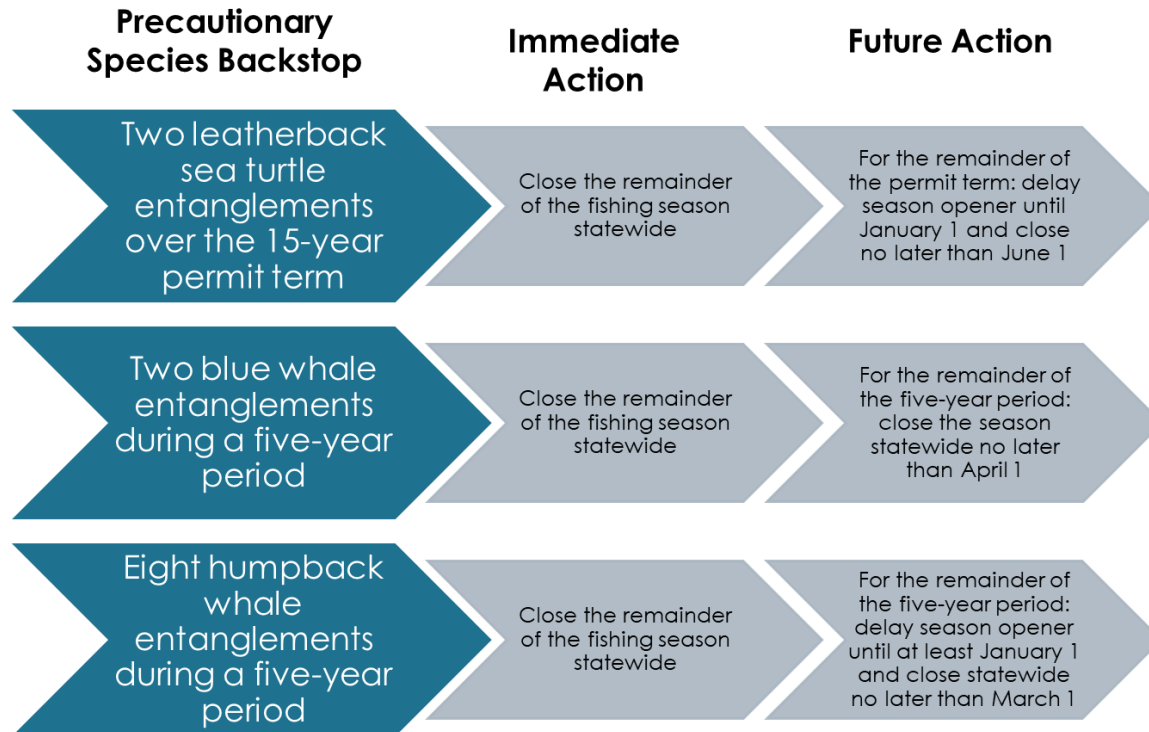 Precautionary
Species Backstop
Immediate
Action
Future Action
Two leatherback
sea turtle
entanglements
over the 15-year
permit term
Close the remainder
of the fishing season
statewide
For the remainder of
the permit term: delay
season opener until
January 1 and close
no later than June 1
Two blue whale
entanglements
during a five-year
period
Close the remainder
of the fishing season
statewide
For the remainder of
the five-year period:
close the season
statewide no later
than April 1
Eight humpback
whale
entanglements
during a five-year
period
Close the remainder
of the fishing season
statewide
For the remainder of
the five-year period:
delay season opener
until at least January 1
and close statewide
no later than March 1